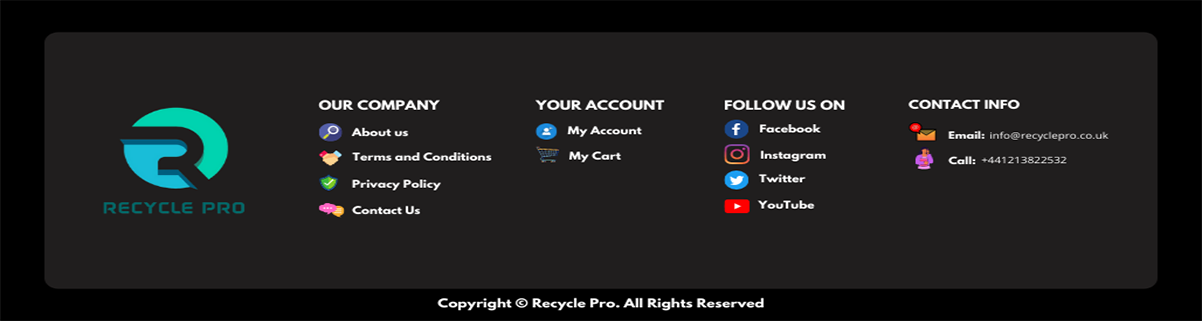 RECYCLE PRO
OUR COMPANY
About us
Terms and Conditions
Privacy Policy
Contact Us
YOUR ACCOUNT
My Account
My Cart
FOLLOW US ON
Facebook
Instagram
Twitter
YouTube
CONTACT INFO
Email: info@recyclepro.co.uk
Call: +441213822532
Copyright © Recycle Pro. All Rights Reserved